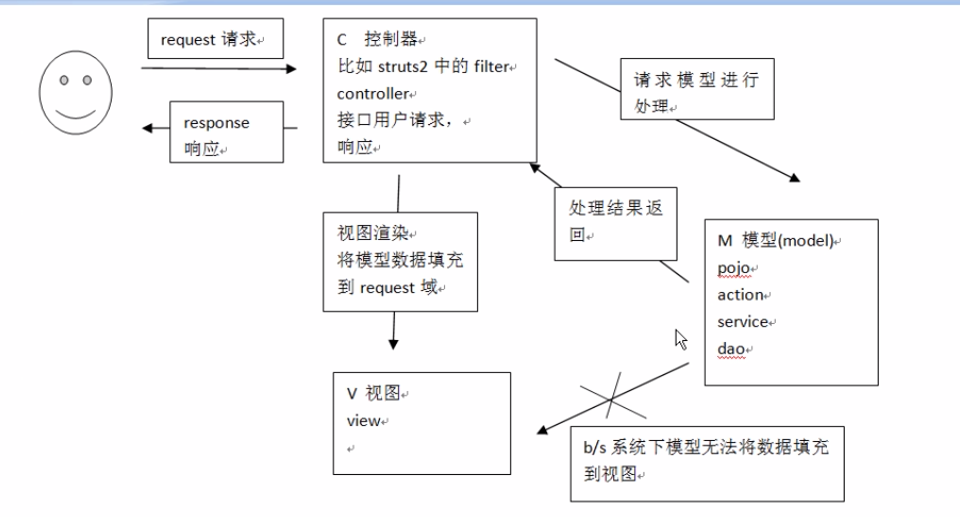 request 请求
C 控制器
比如 struts2 中的 filter
controller
接口用户请求，
响应
请求模型进行
处理
response
响应
处理结果返
回
视图渲染
将模型数据填充
到 request 域
M 模型(model)
pojo
action
service
dao
V 视图
view
b/s 系统下模型无法将数据填充
到视图